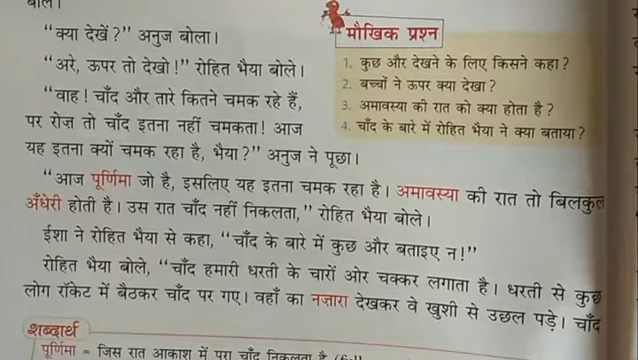 बोले।
“क्या देखें?” अनुज बोला।
“अरे, ऊपर तो देखो!” रोहित भैया बोले।
“वाह! चाँद और तारे कितने चमक रहे हैं,
पर रोज़ तो चाँद इतना नहीं चमकता! आज
यह इतना क्यों चमक रहा है, भैया?” अनुज ने पूछा।
मौखिक प्रश्न
1. कुछ और देखने के लिए किसने कहा?
2. बच्चों ने ऊपर क्या देखा?
3. अमावस्या की रात को क्या होता है?
4. चाँद के बारे में रोहित भैया ने क्या बताया?
“आज पूर्णिमा जो है, इसलिए यह इतना चमक रहा है। अमावस्या की रात तो बिलकुल
अँधेरी होती है। उस रात चाँद नहीं निकलता,” रोहित भैया बोले।
ईशा ने रोहित भैया से कहा, “चाँद के बारे में कुछ और बताइए न!”
रोहित भैया बोले, “चाँद हमारी धरती के चारों ओर चक्कर लगाता है। धरती से कुछ
लोग रॉकेट में बैठकर चाँद पर गए। वहाँ का नज़ारा देखकर वे खुशी से उछल पड़े। चाँद
शब्दार्थ
पूर्णिमा = जिस रात आकाश में पूरा चाँद निकलता है